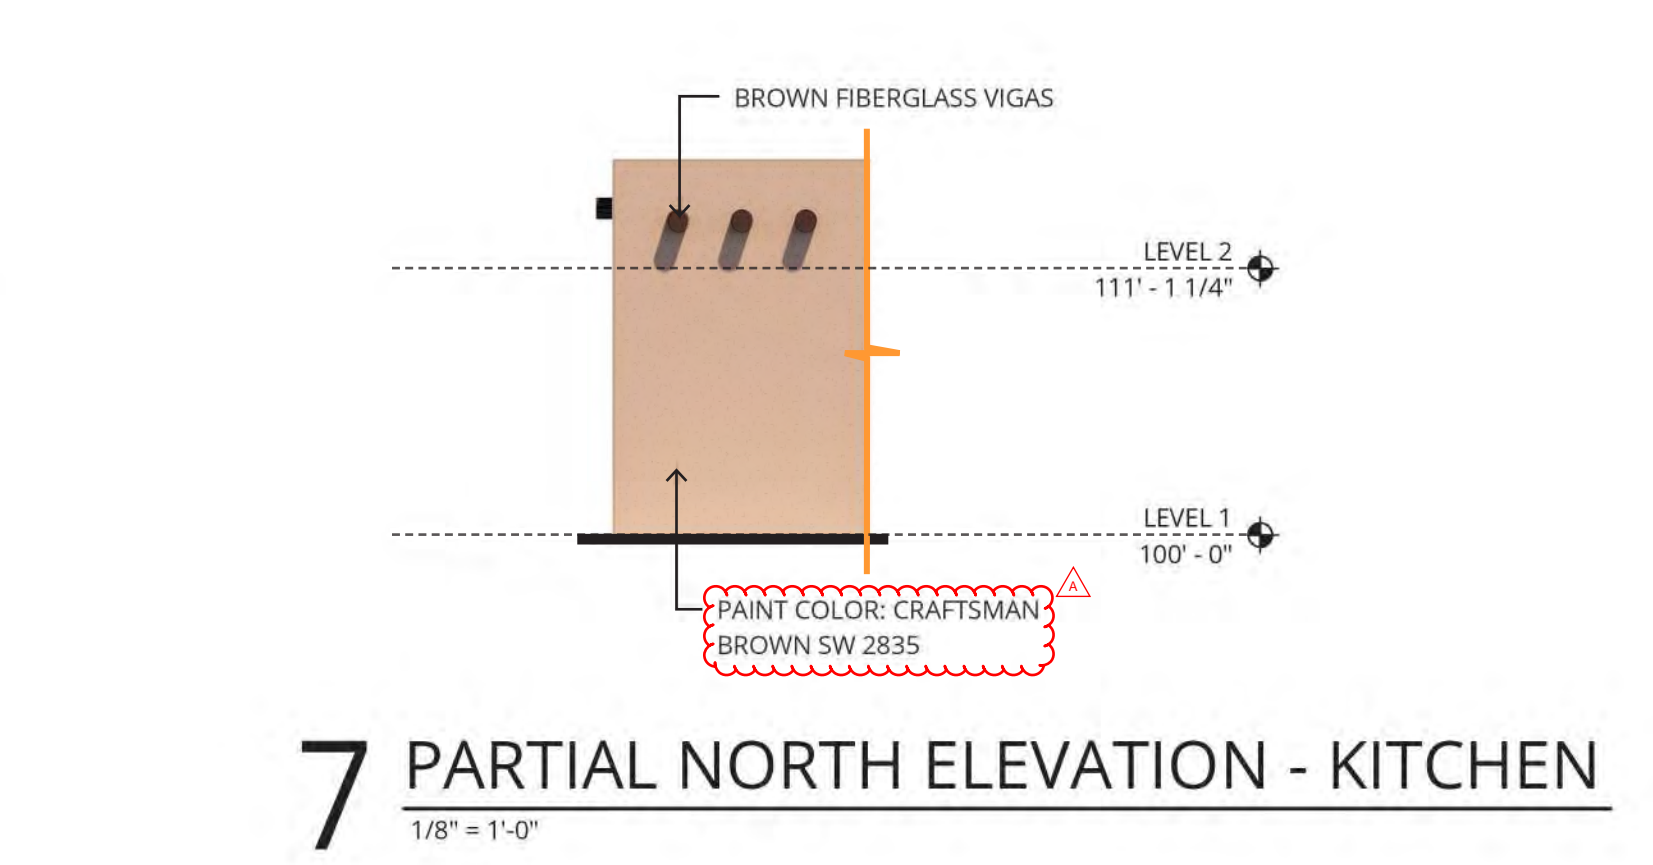 BROWN FIBERGLASS VIGAS
LEVEL 2
111' - 1 1/4"
LEVEL 1
100' - 0"
A
PAINT COLOR: CRAFTSMAN
BROWN SW 2835
7
PARTIAL NORTH ELEVATION - KITCHEN
1/8" = 1'-0"